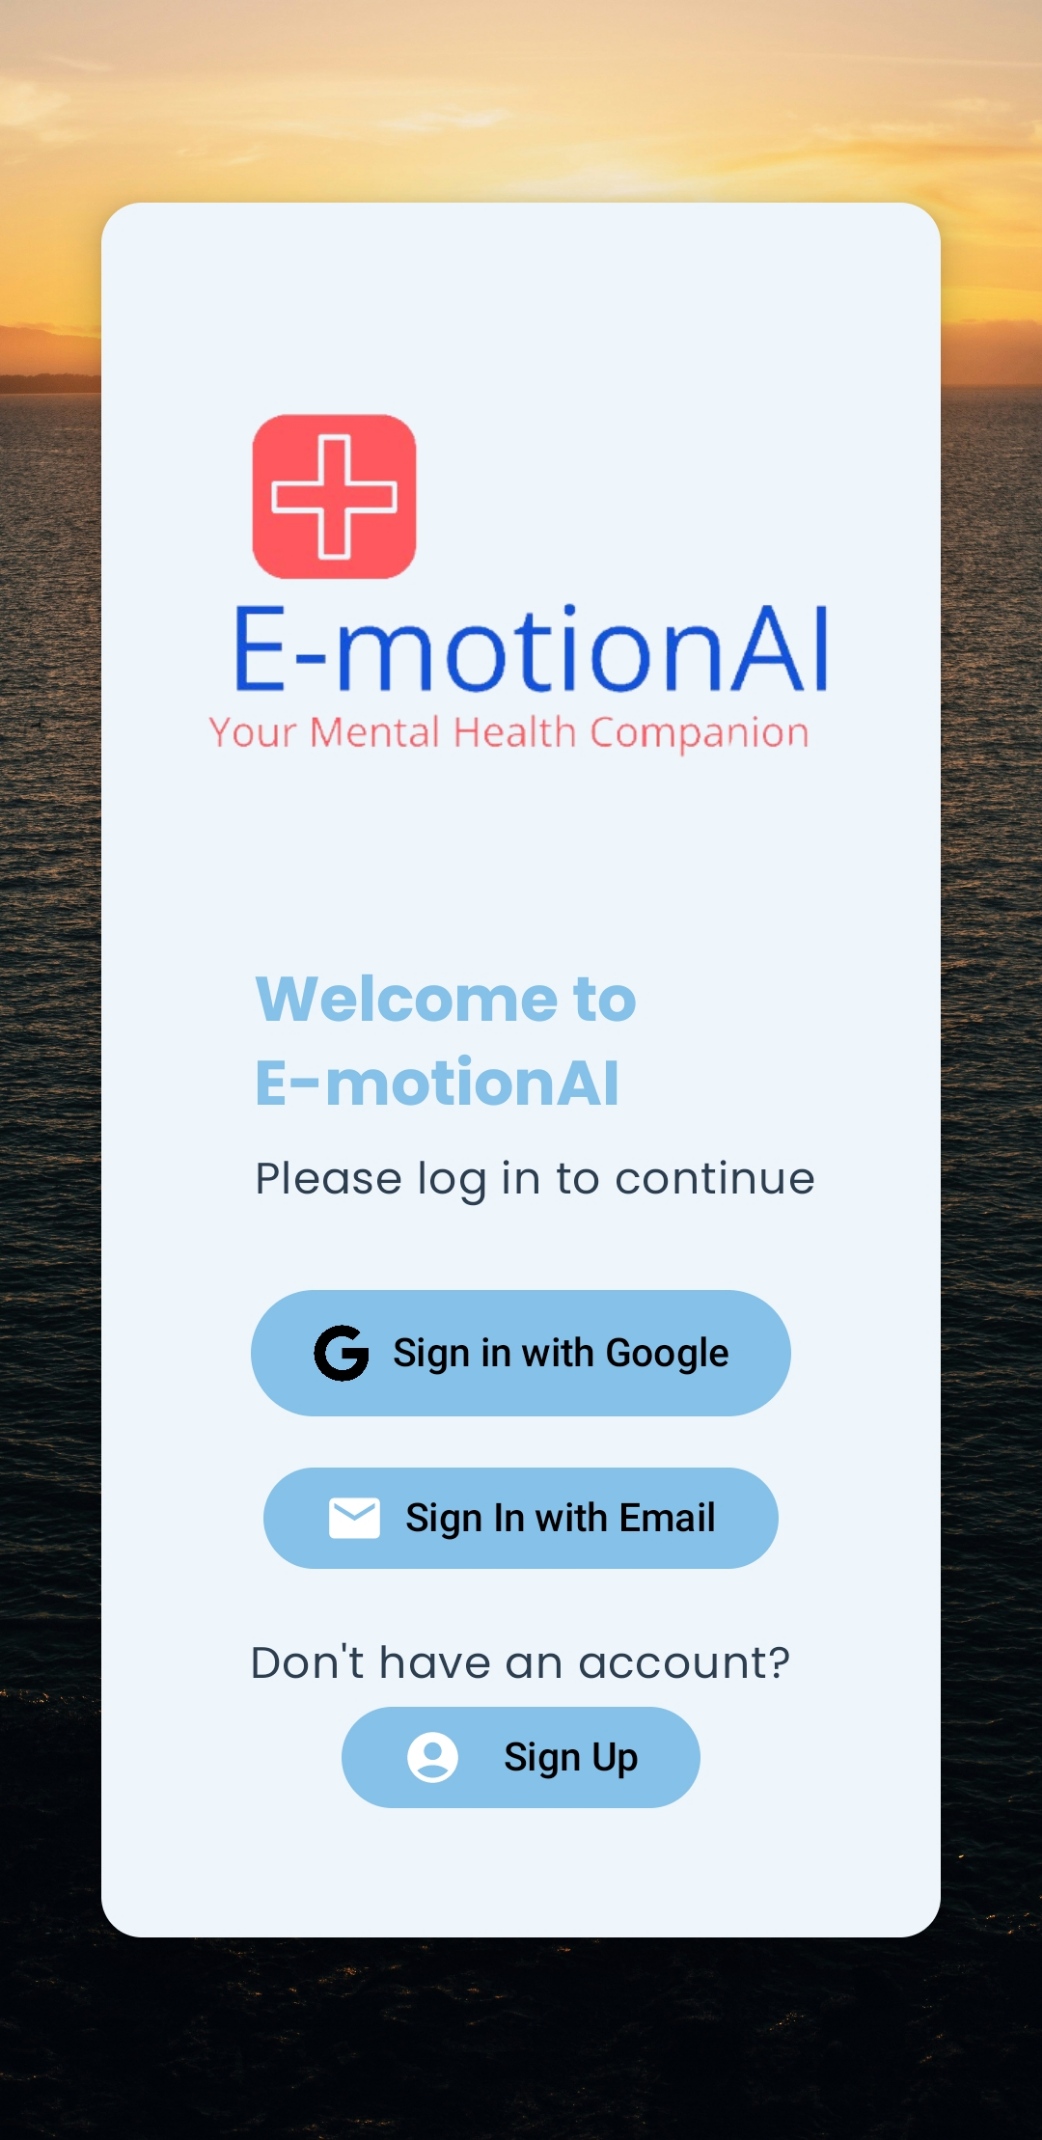 E-motionAI
Your Mental Health Companion
Welcome to
E-motionAI
Please log in to continue
Sign in with Google
Sign In with Email
Don't have an account?
Sign Up